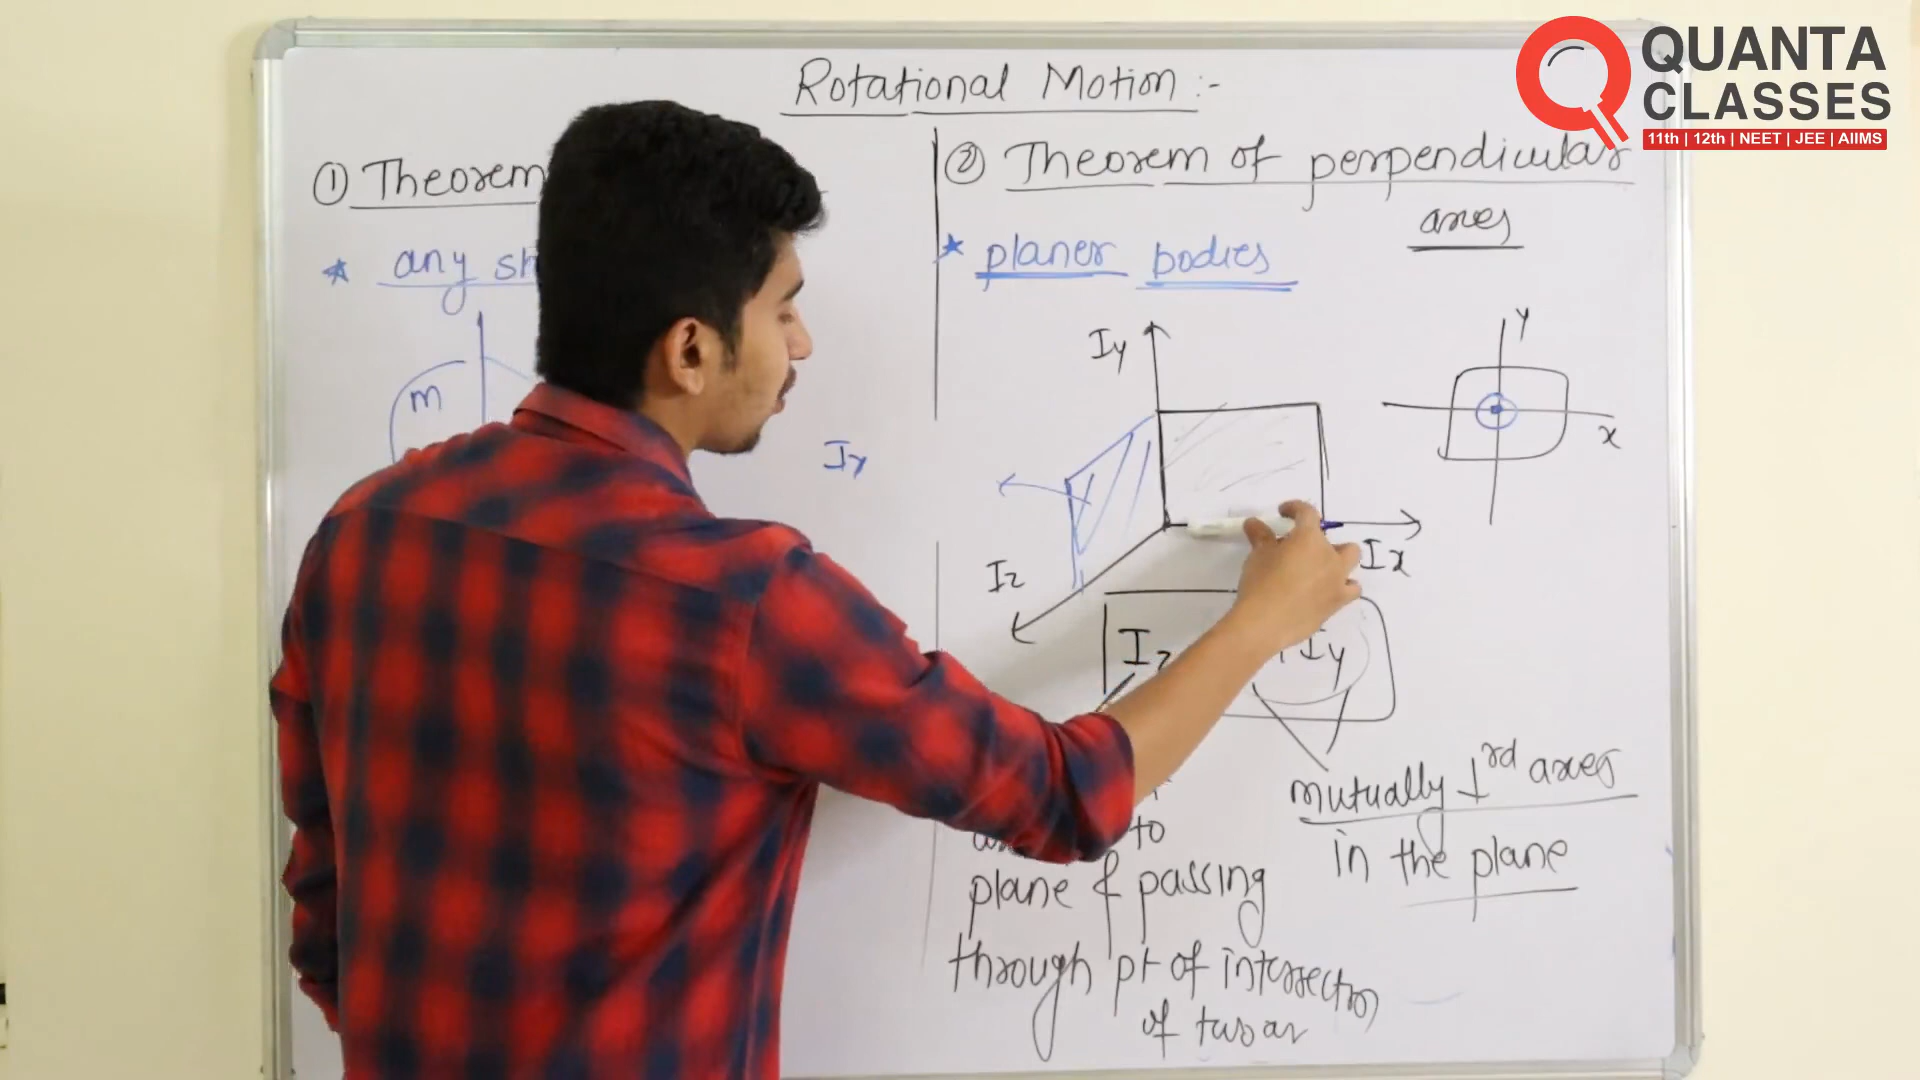 QUANTA
CLASSES
11th | 12th | NEET | JEE | AIIMS
Rotational Motion :-
① Theorem
* any sh
m
Iy
② Theorem of perpendicular
axes
* planer bodies
Iy
Iz
Ix
y
x
Iz
Iy
mutually ⊥rd axes
in the plane
to
plane & passing
through pt of intersection
of two ax